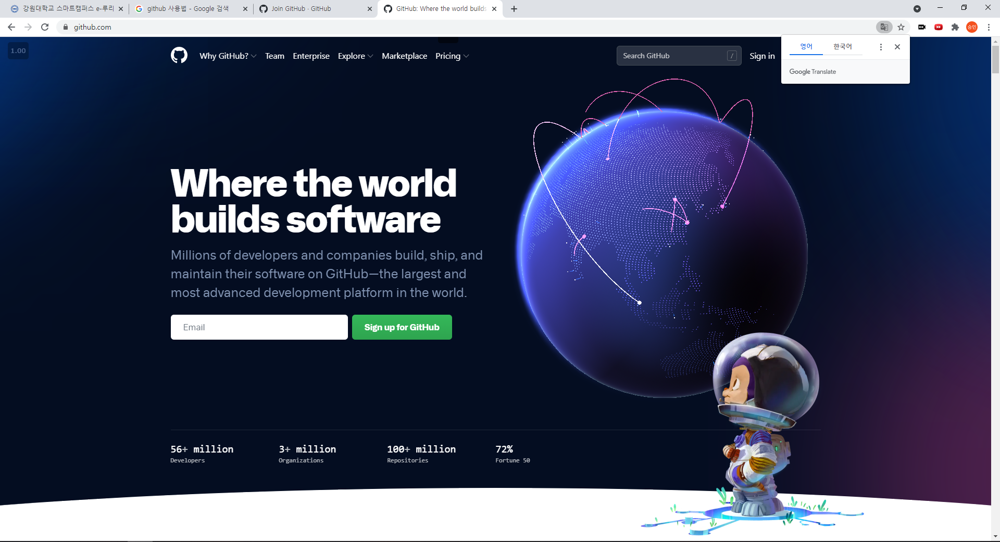 강원대학교 스마트캠퍼스 e-루리
github 사용법 - Google 검색
Join GitHub · GitHub
GitHub: Where the world builds
github.com
승민
1.00
Why GitHub?
Team
Enterprise
Explore
Marketplace
Pricing
Search GitHub
/
Sign in
영어
한국어
Google Translate
Where the world
builds software
Millions of developers and companies build, ship, and
maintain their software on GitHub—the largest and
most advanced development platform in the world.
Email
Sign up for GitHub
56+ million
Developers
3+ million
Organizations
100+ million
Repositories
72%
Fortune 50